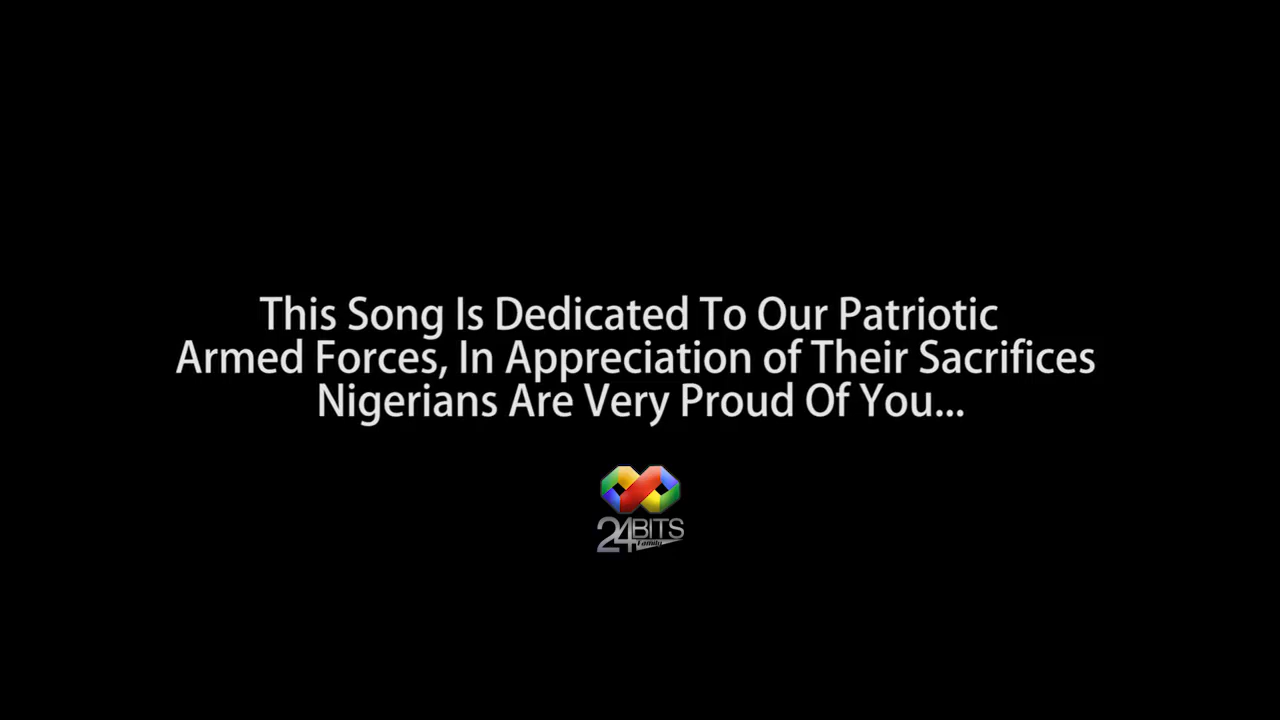 This Song Is Dedicated To Our Patriotic
Armed Forces, In Appreciation of Their Sacrifices
Nigerians Are Very Proud Of You...
24BITS
Family